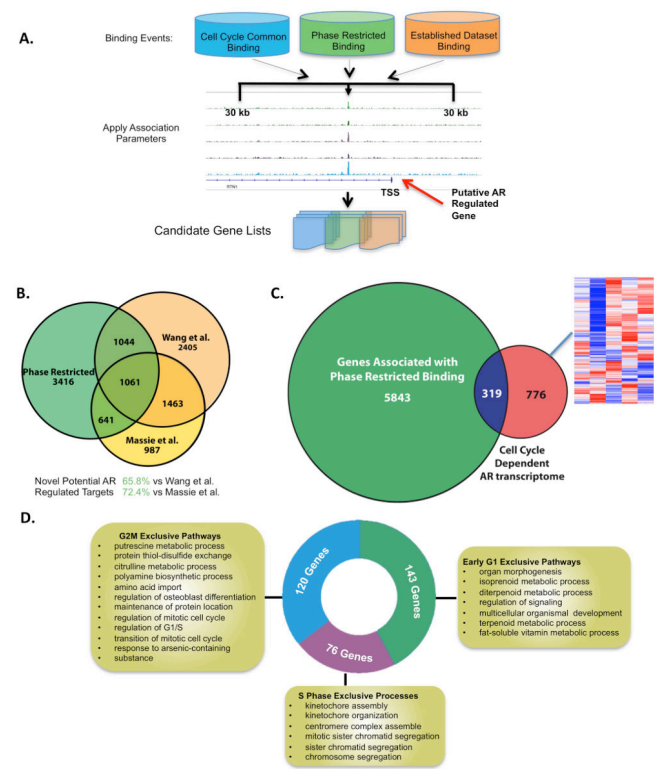 A.
Binding Events:
Cell Cycle Common
Binding
Phase Restricted
Binding
Established Dataset
Binding
30 kb
30 kb
Apply Association
Parameters
TSS
Putative AR
Regulated
Gene
Candidate Gene Lists
B.
1044
Wang et al.
2405
Phase Restricted
3416
1061
1463
641
Massie et al.
987
Novel Potential AR 65.8% vs Wang et al.
Regulated Targets 72.4% vs Massie et al.
C.
Genes Associated with
Phase Restricted Binding
5843
319
776
Cell Cycle
Dependent
AR transcriptome
D.
G2M Exclusive Pathways
• putrescine metabolic process
• protein thiol-disulfide exchange
• citrulline metabolic process
• polyamine biosynthetic process
• amino acid import
• regulation of osteoblast differentiation
• maintenance of protein location
• regulation of mitotic cell cycle
• regulation of G1/S
• transition of mitotic cell cycle
• response to arsenic-containing
• substance
120 Genes
143 Genes
76 Genes
Early G1 Exclusive Pathways
• organ morphogenesis
• isoprenoid metabolic process
• diterpenoid metabolic process
• regulation of signaling
• multicellular organismal development
• terpenoid metabolic process
• fat-soluble vitamin metabolic process
S Phase Exclusive Processes
• kinetochore assembly
• kinetochore organization
• centromere complex assemble
• mitotic sister chromatid segregation
• sister chromatid segregation
• chromosome segregation